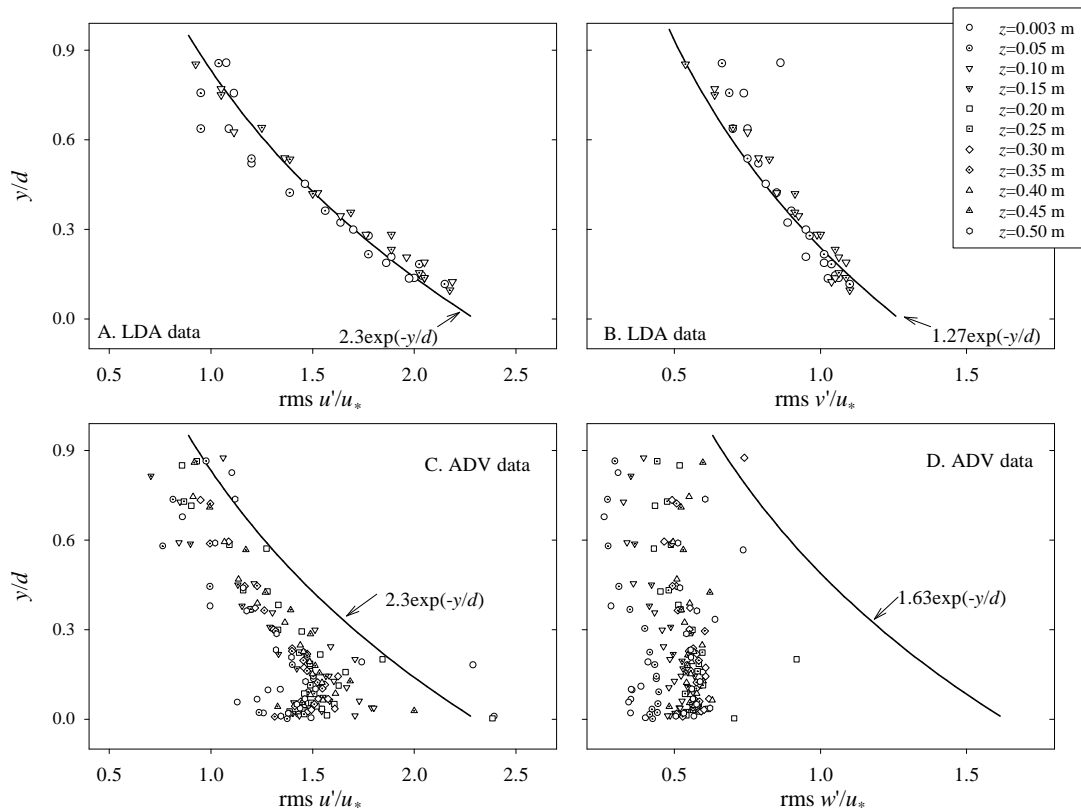 0.9
0.6
0.3
0.0
y/d
A. LDA data
2.3exp(-y/d)
0.5 1.0 1.5 2.0 2.5
rms u'/u*
B. LDA data
1.27exp(-y/d)
0.5 1.0 1.5
rms v'/u*
z=0.003 m
z=0.05 m
z=0.10 m
z=0.15 m
z=0.20 m
z=0.25 m
z=0.30 m
z=0.35 m
z=0.40 m
z=0.45 m
z=0.50 m
0.9
0.6
0.3
0.0
y/d
C. ADV data
2.3exp(-y/d)
0.5 1.0 1.5 2.0 2.5
rms u'/u*
D. ADV data
1.63exp(-y/d)
0.5 1.0 1.5
rms w'/u*